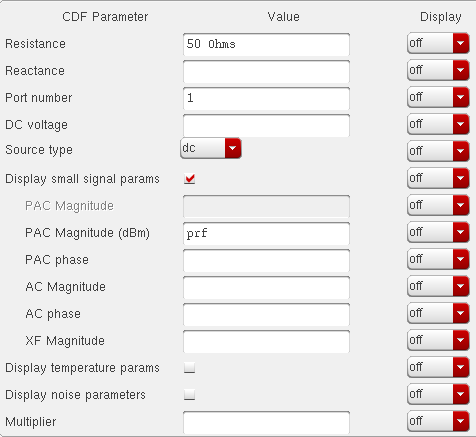 CDF Parameter Value Display
Resistance 50 Ohms off
Reactance off
Port number 1 off
DC voltage off
Source type dc off
Display small signal params off
PAC Magnitude off
PAC Magnitude (dBm) prf off
PAC phase off
AC Magnitude off
AC phase off
XF Magnitude off
Display temperature params off
Display noise parameters off
Multiplier off